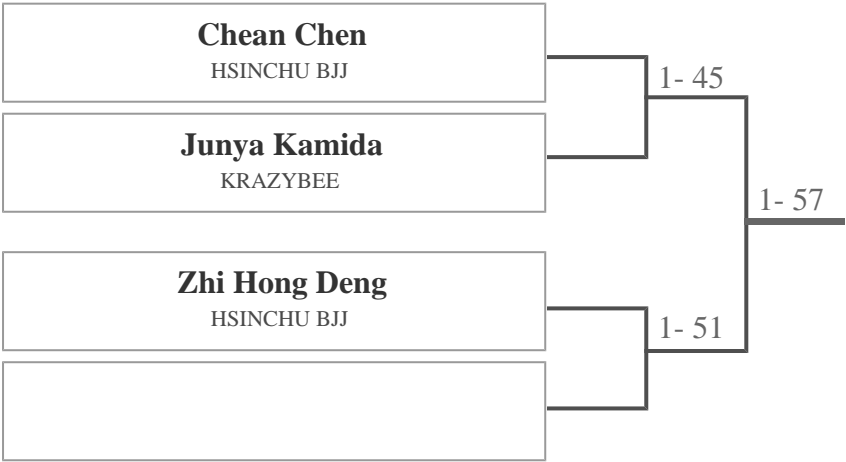 Chean Chen
HSINCHU BJJ
1- 45
Junya Kamida
KRAZYBEE
1- 57
Zhi Hong Deng
HSINCHU BJJ
1- 51